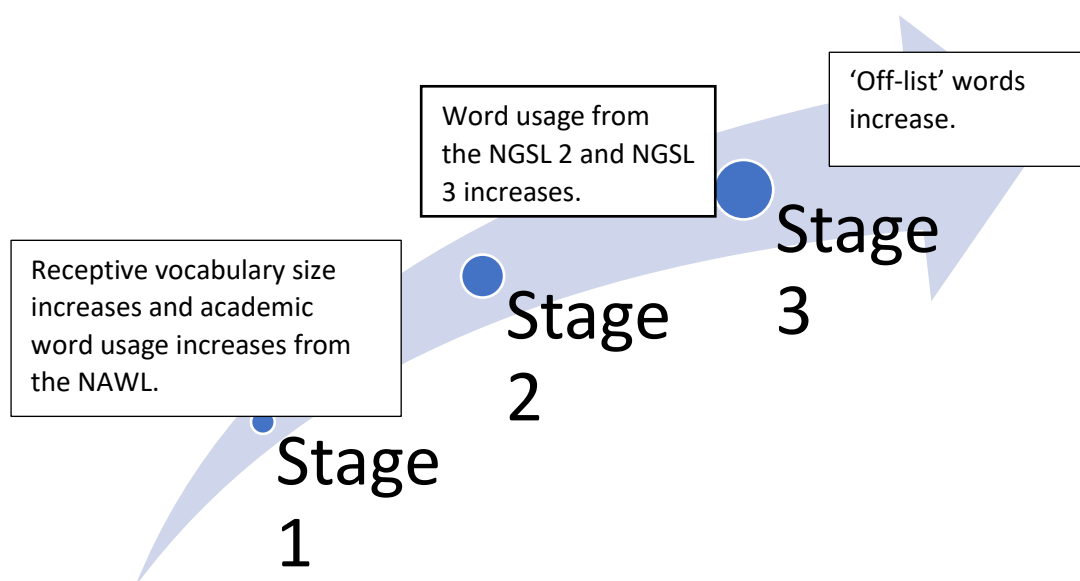 Receptive vocabulary size
increases and academic
word usage increases from
the NAWL.
Stage
1
Word usage from
the NGSL 2 and NGSL
3 increases.
Stage
2
‘Off-list’ words
increase.
Stage
3